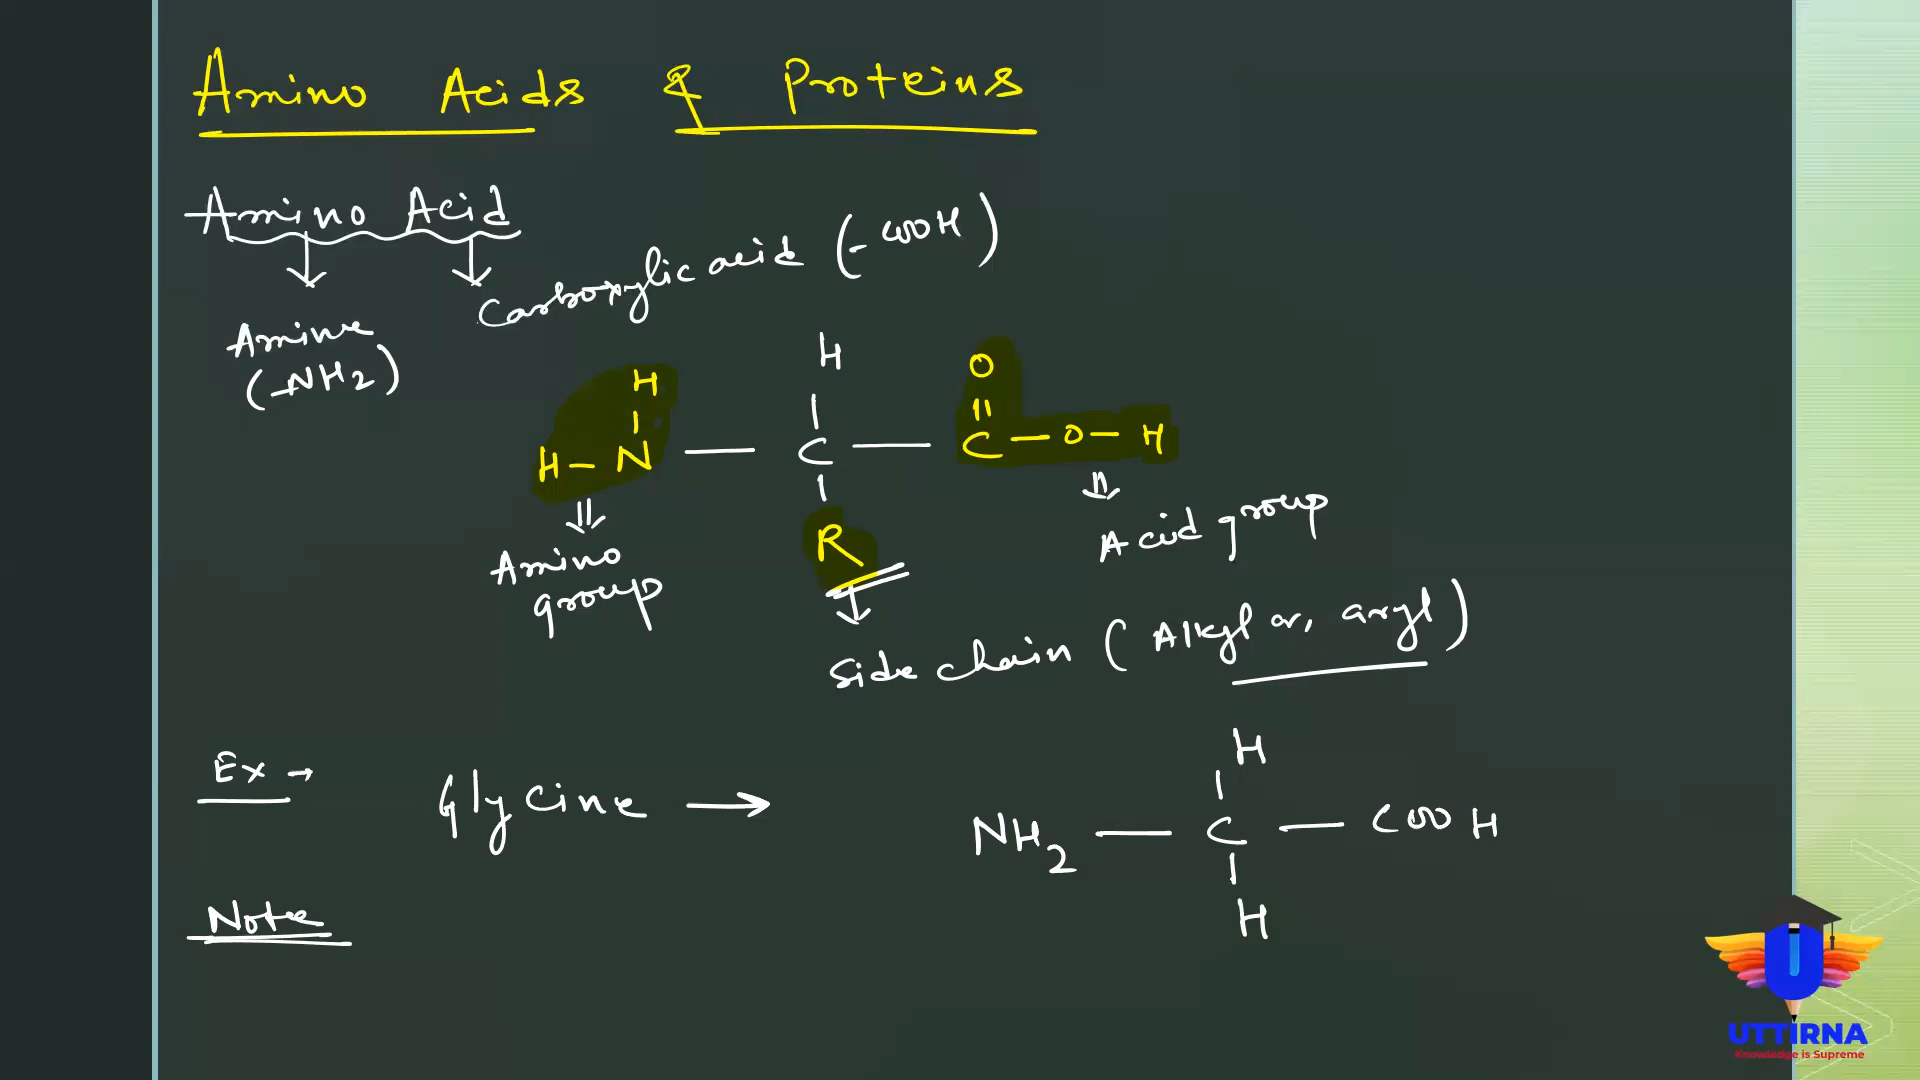 Amino Acids & Proteins
Amino Acid
Carboxylic acid (-COOH)
Amine
(-NH2)
H H O
H - N — C — C - O - H
R
Amino group
Acid group
Side chain (Alkyl or, aryl)
Ex → Glycine →
H
NH2 — C — COOH
H
Note
UTTIRNA
Knowledge is Supreme